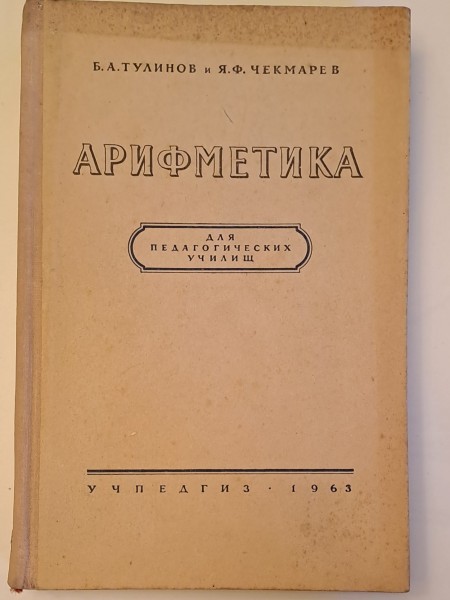 Б. А. ТУЛИНОВ и Я. Ф. ЧЕКМАРЕВ
АРИФМЕТИКА
ДЛЯ
ПЕДАГОГИЧЕСКИХ
УЧИЛИЩ
УЧПЕДГИЗ · 1963